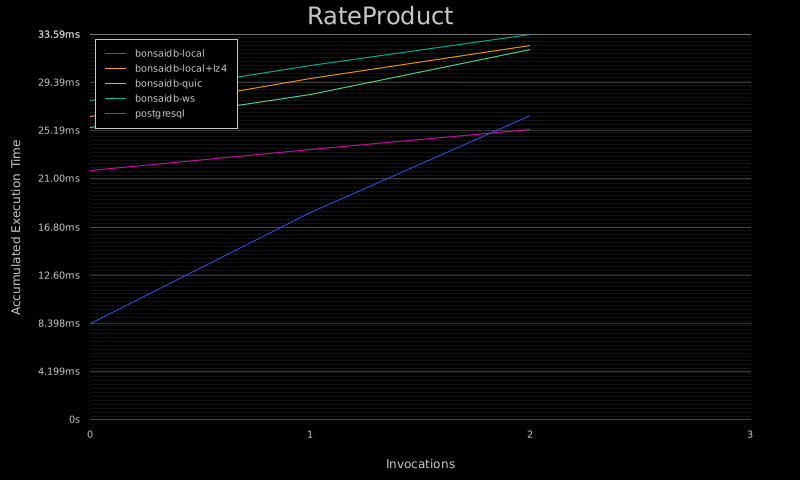 RateProduct
33.59ms
29.39ms
25.19ms
21.00ms
16.80ms
12.60ms
8.398ms
4.199ms
0s
bonsaidb-local
bonsaidb-local+lz4
bonsaidb-quic
bonsaidb-ws
postgresql
Accumulated Execution Time
0 1 2 3
Invocations